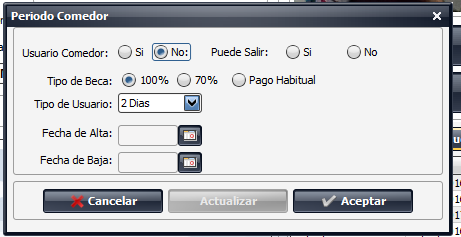 Periodo Comedor
Usuario Comedor: Si No: Puede Salir: Si No
Tipo de Beca: 100% 70% Pago Habitual
Tipo de Usuario: 2 Dias
Fecha de Alta:
Fecha de Baja:
Cancelar Actualizar Aceptar